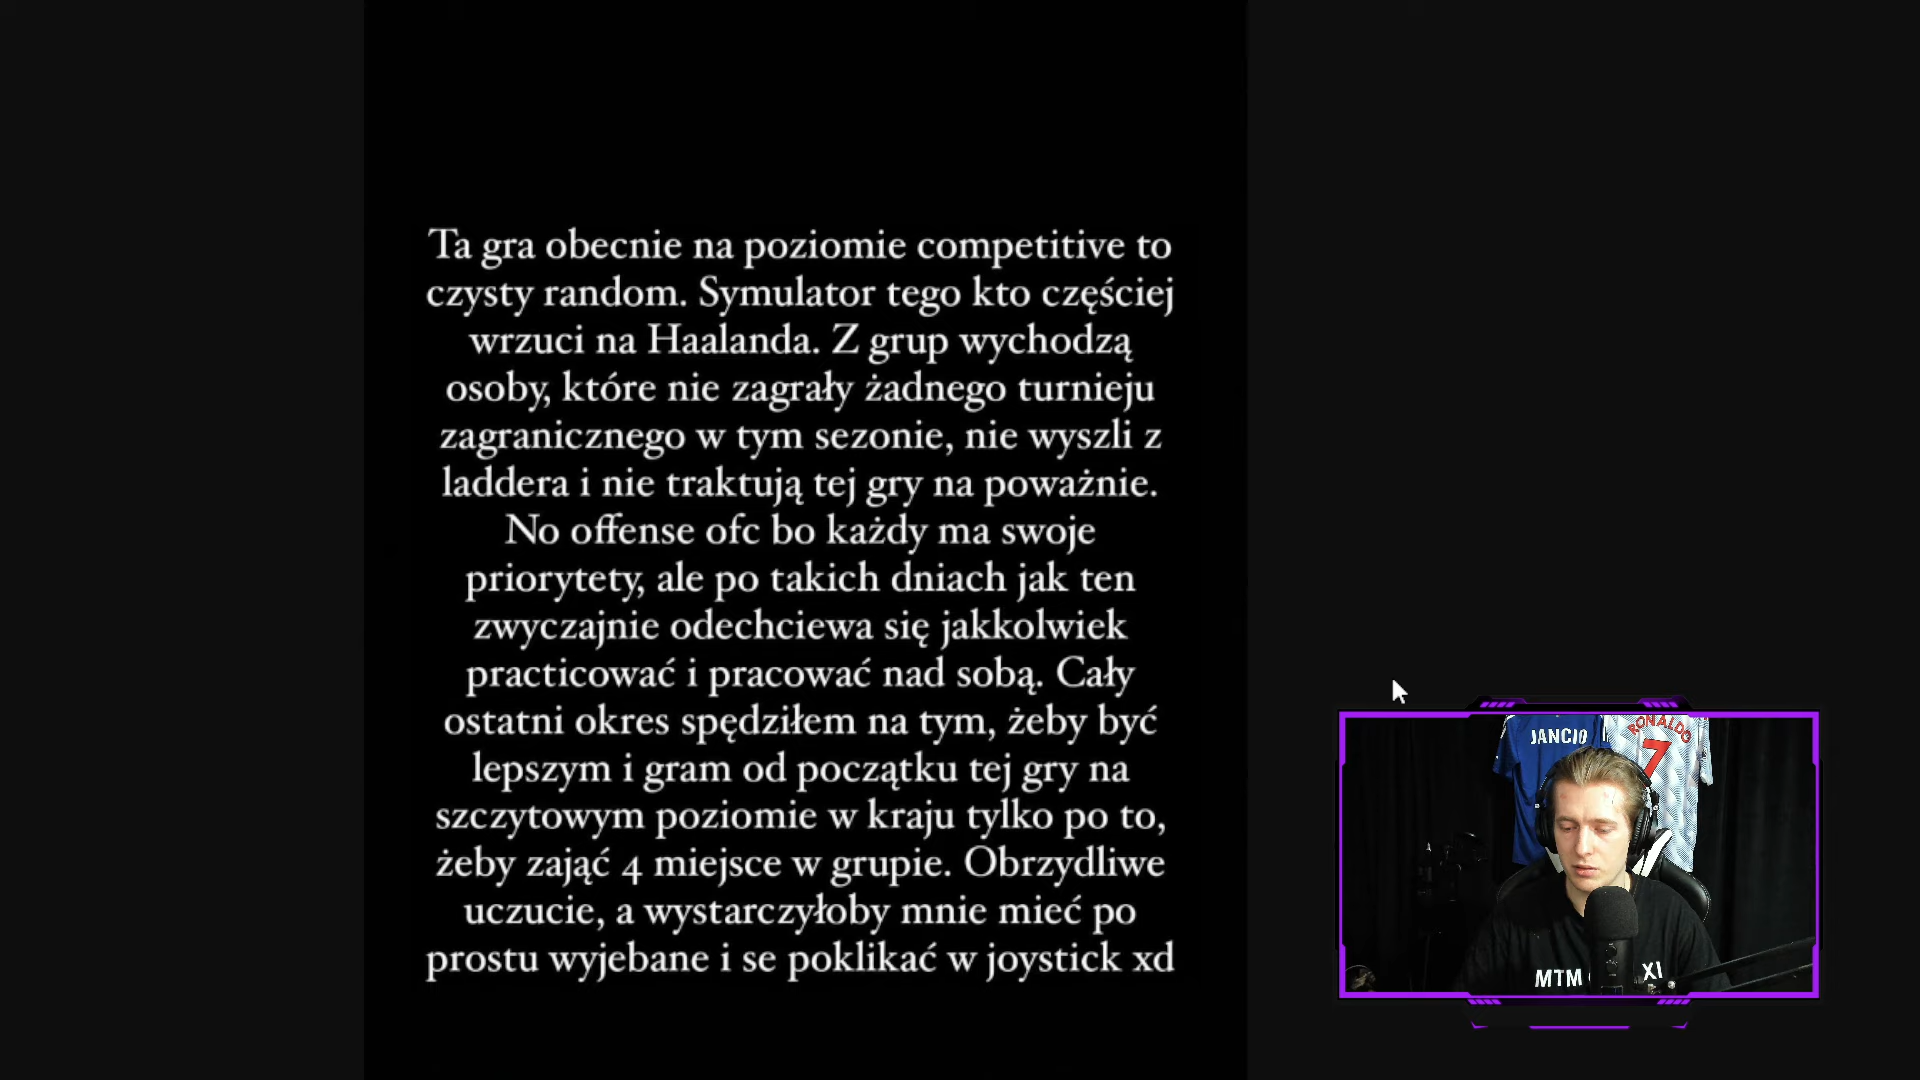 Ta gra obecnie na poziomie competitive to
czysty random. Symulator tego kto częściej
wrzuci na Haalanda. Z grup wychodzą
osoby, które nie zagrały żadnego turnieju
zagranicznego w tym sezonie, nie wyszli z
laddera i nie traktują tej gry na poważnie.
No offense ofc bo każdy ma swoje
priorytety, ale po takich dniach jak ten
zwyczajnie odechciewa się jakkolwiek
practicować i pracować nad sobą. Cały
ostatni okres spędziłem na tym, żeby być
lepszym i gram od początku tej gry na
szczytowym poziomie w kraju tylko po to,
żeby zająć 4 miejsce w grupie. Obrzydliwe
uczucie, a wystarczyłoby mnie mieć po
prostu wyjebane i se poklikać w joystick xd
JANCIO
RONALDO
7
MTM
XI